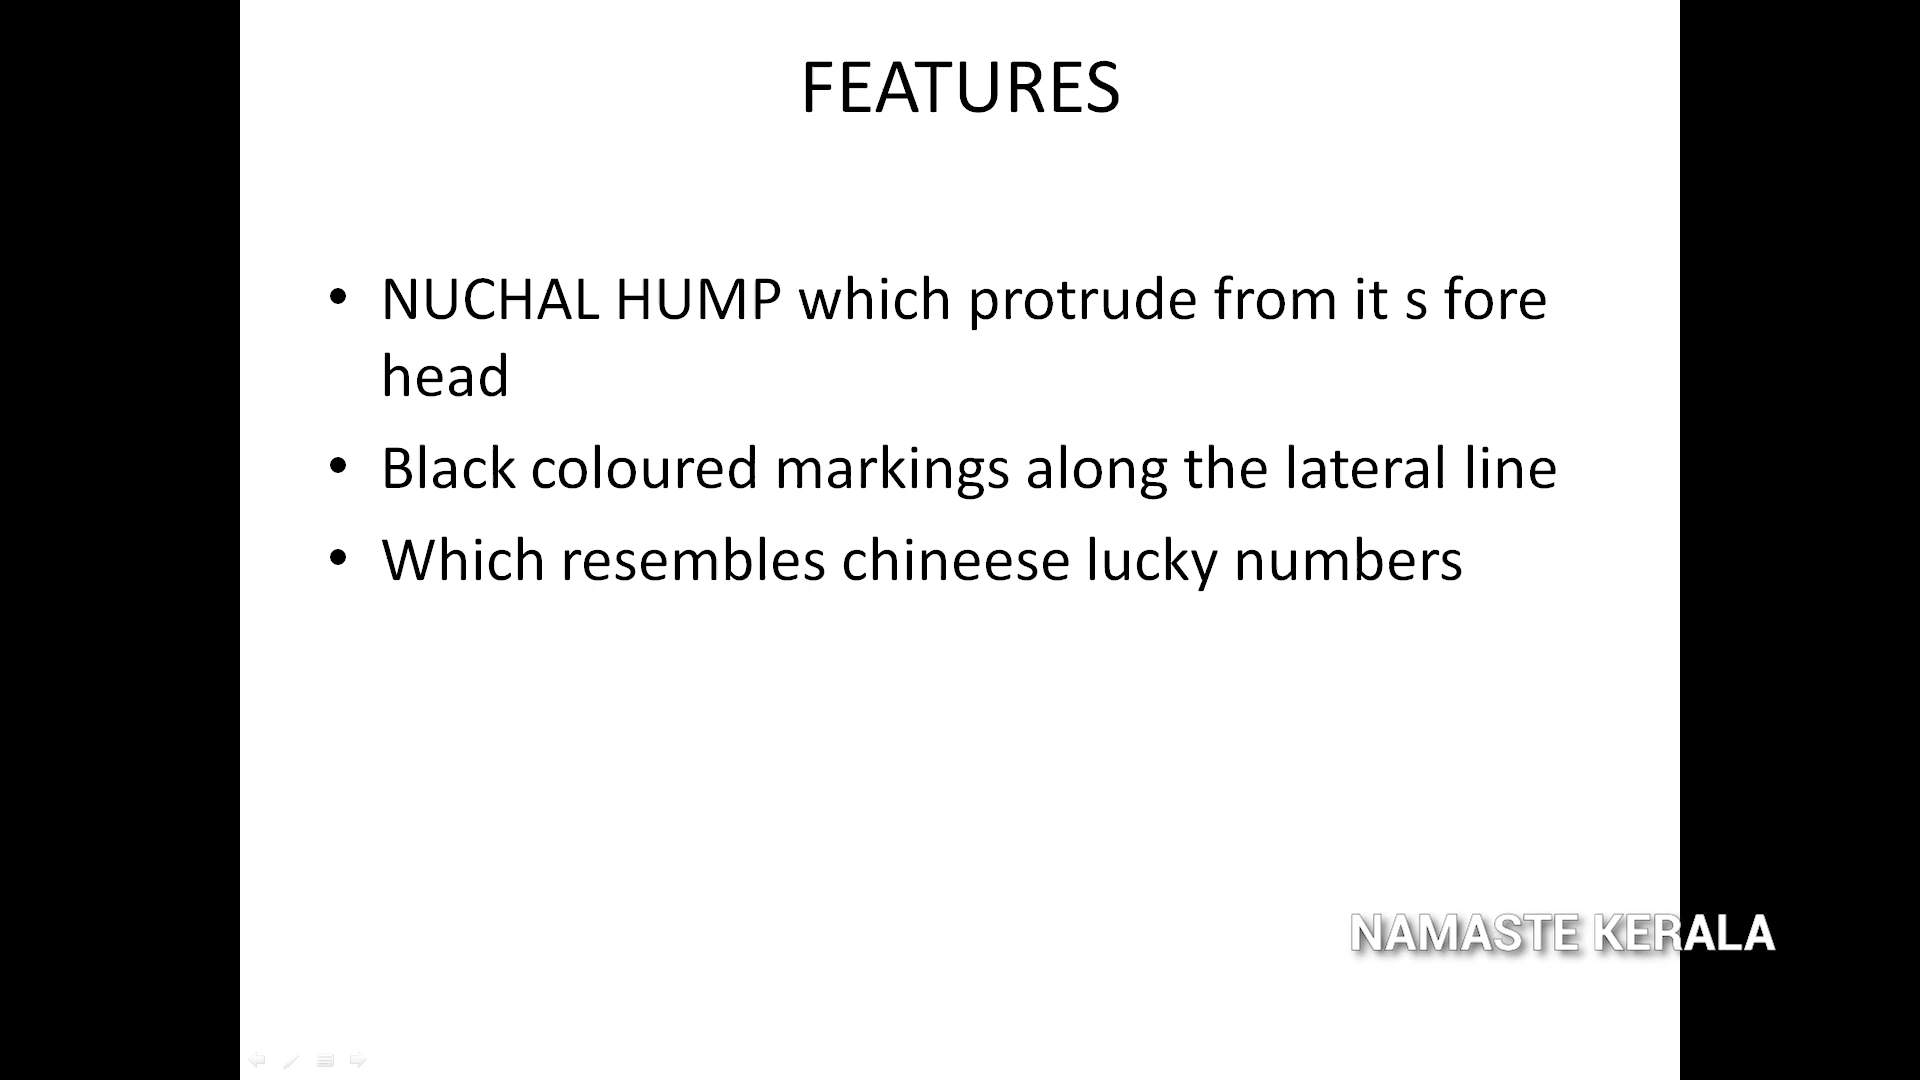 FEATURES
• NUCHAL HUMP which protrude from it s fore
head
• Black coloured markings along the lateral line
• Which resembles chineese lucky numbers
NAMASTE KERALA